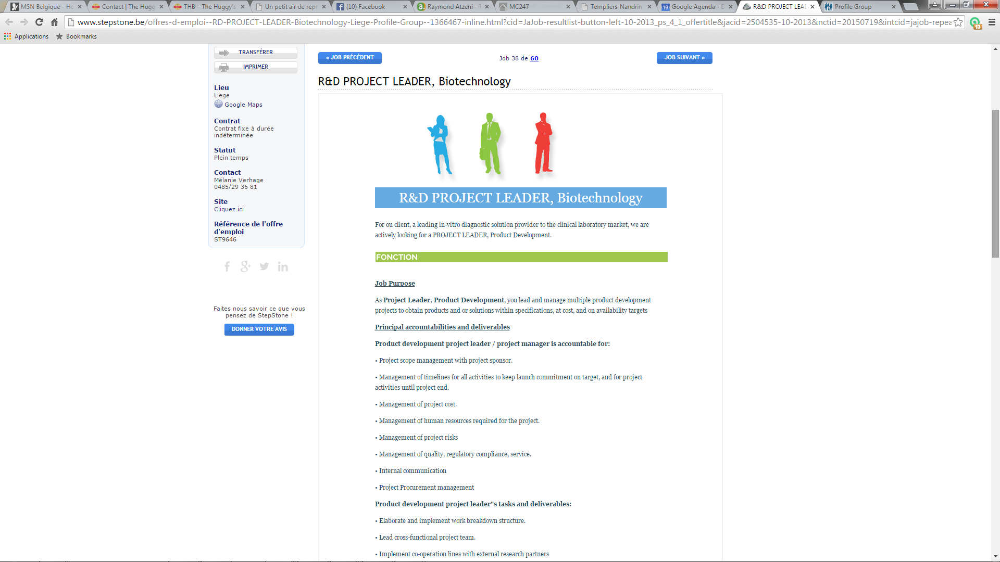 MSN Belgique - Ho
Contact | The Hugg
THB – The Huggy's
Un petit air de repr
(10) Facebook
Raymond Atzeni - T
MC247
Templiers-Nandrin
Google Agenda - D
R&D PROJECT LEAD
Profile Group
www.stepstone.be/offres-d-emploi--RD-PROJECT-LEADER-Biotechnology-Liege-Profile-Group--1366467-inline.html?cid=JaJob-resultlist-button-left-10-2013_ps_4_1_offertitle&jacid=2504535-10-2013&nctid=20150719&intcid=jajob-repea
13
Applications
Bookmarks
TRANSFÉRER
IMPRIMER
Lieu
Liege
Google Maps
Contrat
Contrat fixe à durée
indéterminée
Statut
Plein temps
Contact
Mélanie Verhage
0485/29 36 81
Site
Cliquez ici
Référence de l'offre
d'emploi
ST9646
Faites nous savoir ce que vous
pensez de StepStone !
DONNER VOTRE AVIS
« JOB PRÉCÉDENT
Job 38 de 60
JOB SUIVANT »
R&D PROJECT LEADER, Biotechnology
R&D PROJECT LEADER, Biotechnology
For ou client, a leading in-vitro diagnostic solution provider to the clinical laboratory market, we are
actively looking for a PROJECT LEADER, Product Development.
FONCTION
Job Purpose
As Project Leader, Product Development, you lead and manage multiple product development
projects to obtain products and or solutions within specifications, at cost, and on availability targets
Principal accountabilities and deliverables
Product development project leader / project manager is accountable for:
• Project scope management with project sponsor.
• Management of timelines for all activities to keep launch commitment on target, and for project
activities until project end.
• Management of project cost.
• Management of human resources required for the project.
• Management of project risks
• Management of quality, regulatory compliance, service.
• Internal communication
• Project Procurement management
Product development project leader"s tasks and deliverables:
• Elaborate and implement work breakdown structure.
• Lead cross-functional project team.
• Implement co-operation lines with external research partners